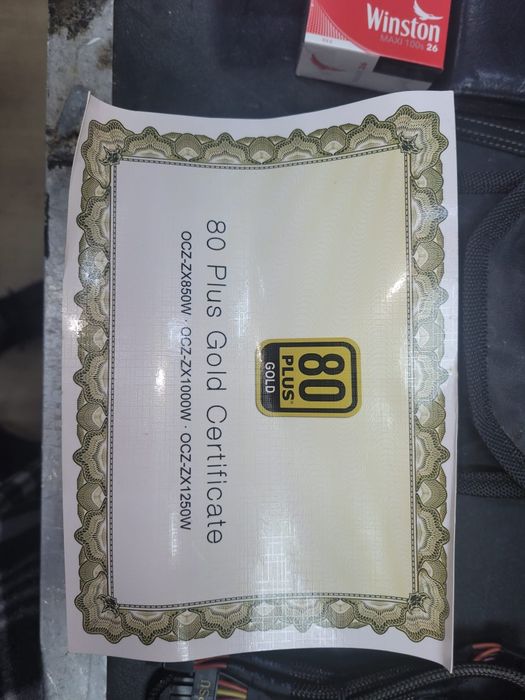 Winston
MAXI 100s 26
80
PLUS
GOLD
80 Plus Gold Certificate
OCZ-ZX850W · OCZ-ZX1000W · OCZ-ZX1250W